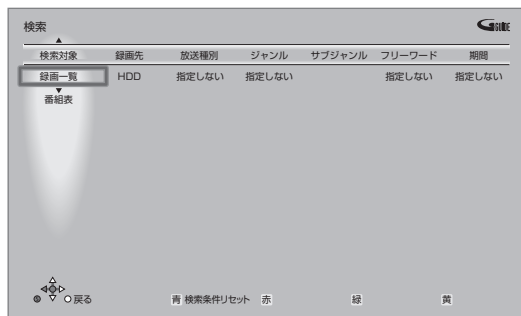 検索
G GUIDE
検索対象 録画先 放送種別 ジャンル サブジャンル フリーワード 期間
録画一覧 HDD 指定しない 指定しない 指定しない 指定しない
番組表
戻る 青 検索条件リセット 赤 緑 黄